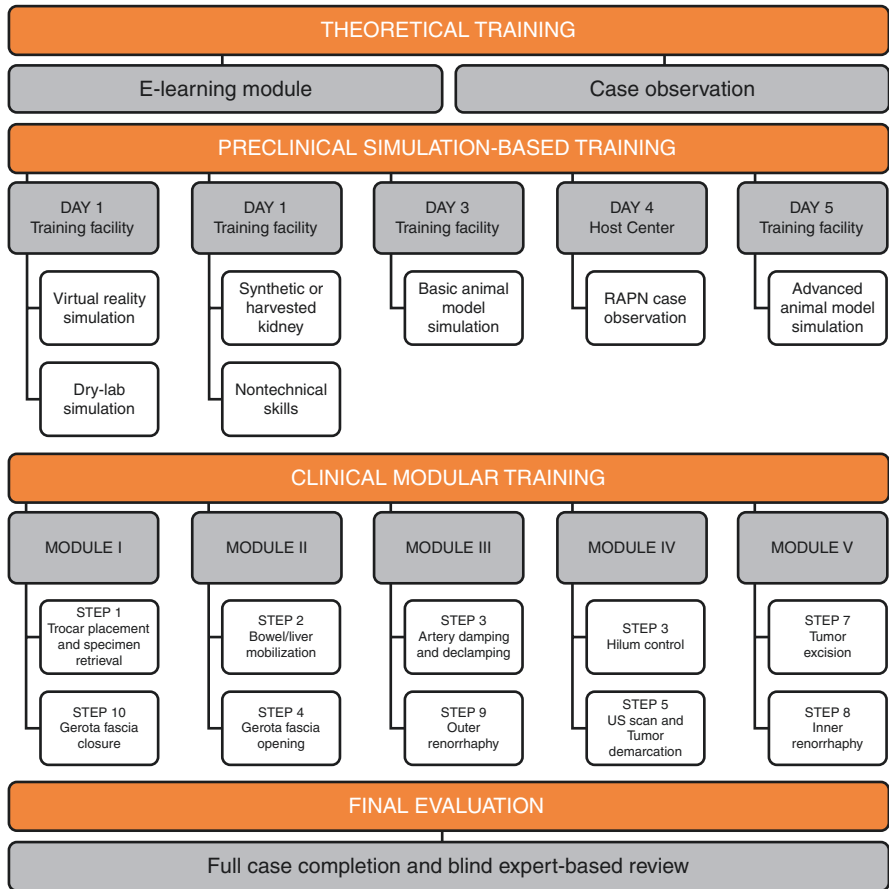 THEORETICAL TRAINING
E-learning module
Case observation
PRECLINICAL SIMULATION-BASED TRAINING
DAY 1
Training facility
DAY 1
Training facility
DAY 3
Training facility
DAY 4
Host Center
DAY 5
Training facility
Virtual reality
simulation
Synthetic or
harvested
kidney
Basic animal
model
simulation
RAPN case
observation
Advanced
animal model
simulation
Dry-lab
simulation
Nontechnical
skills
CLINICAL MODULAR TRAINING
MODULE I
MODULE II
MODULE III
MODULE IV
MODULE V
STEP 1
Trocar placement
and specimen
retrieval
STEP 2
Bowel/liver
mobilization
STEP 3
Artery damping
and declamping
STEP 3
Hilum control
STEP 7
Tumor
excision
STEP 10
Gerota fascia
closure
STEP 4
Gerota fascia
opening
STEP 9
Outer
renorrhaphy
STEP 5
US scan and
Tumor
demarcation
STEP 8
Inner
renorrhaphy
FINAL EVALUATION
Full case completion and blind expert-based review